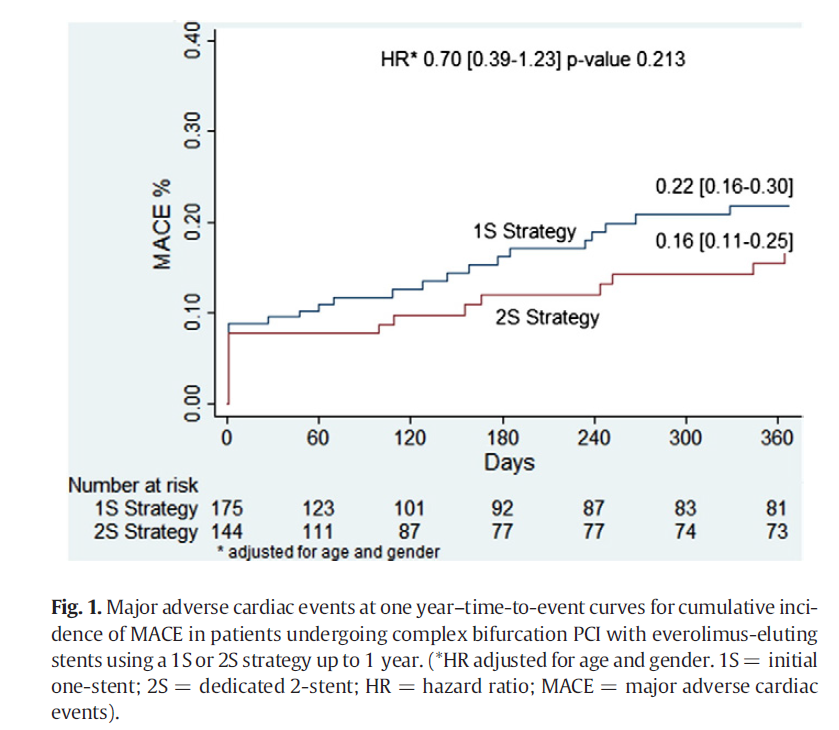 HR* 0.70 [0.39-1.23] p-value 0.213
0.40
0.30
0.20
0.10
0.00
MACE %
0.22 [0.16-0.30]
1S Strategy
0.16 [0.11-0.25]
2S Strategy
0 60 120 180 240 300 360
Days
Number at risk
1S Strategy 175 123 101 92 87 83 81
2S Strategy 144 111 87 77 77 74 73
* adjusted for age and gender
Fig. 1. Major adverse cardiac events at one year–time-to-event curves for cumulative inci-
dence of MACE in patients undergoing complex bifurcation PCI with everolimus-eluting
stents using a 1S or 2S strategy up to 1 year. (*HR adjusted for age and gender. 1S = initial
one-stent; 2S = dedicated 2-stent; HR = hazard ratio; MACE = major adverse cardiac
events).